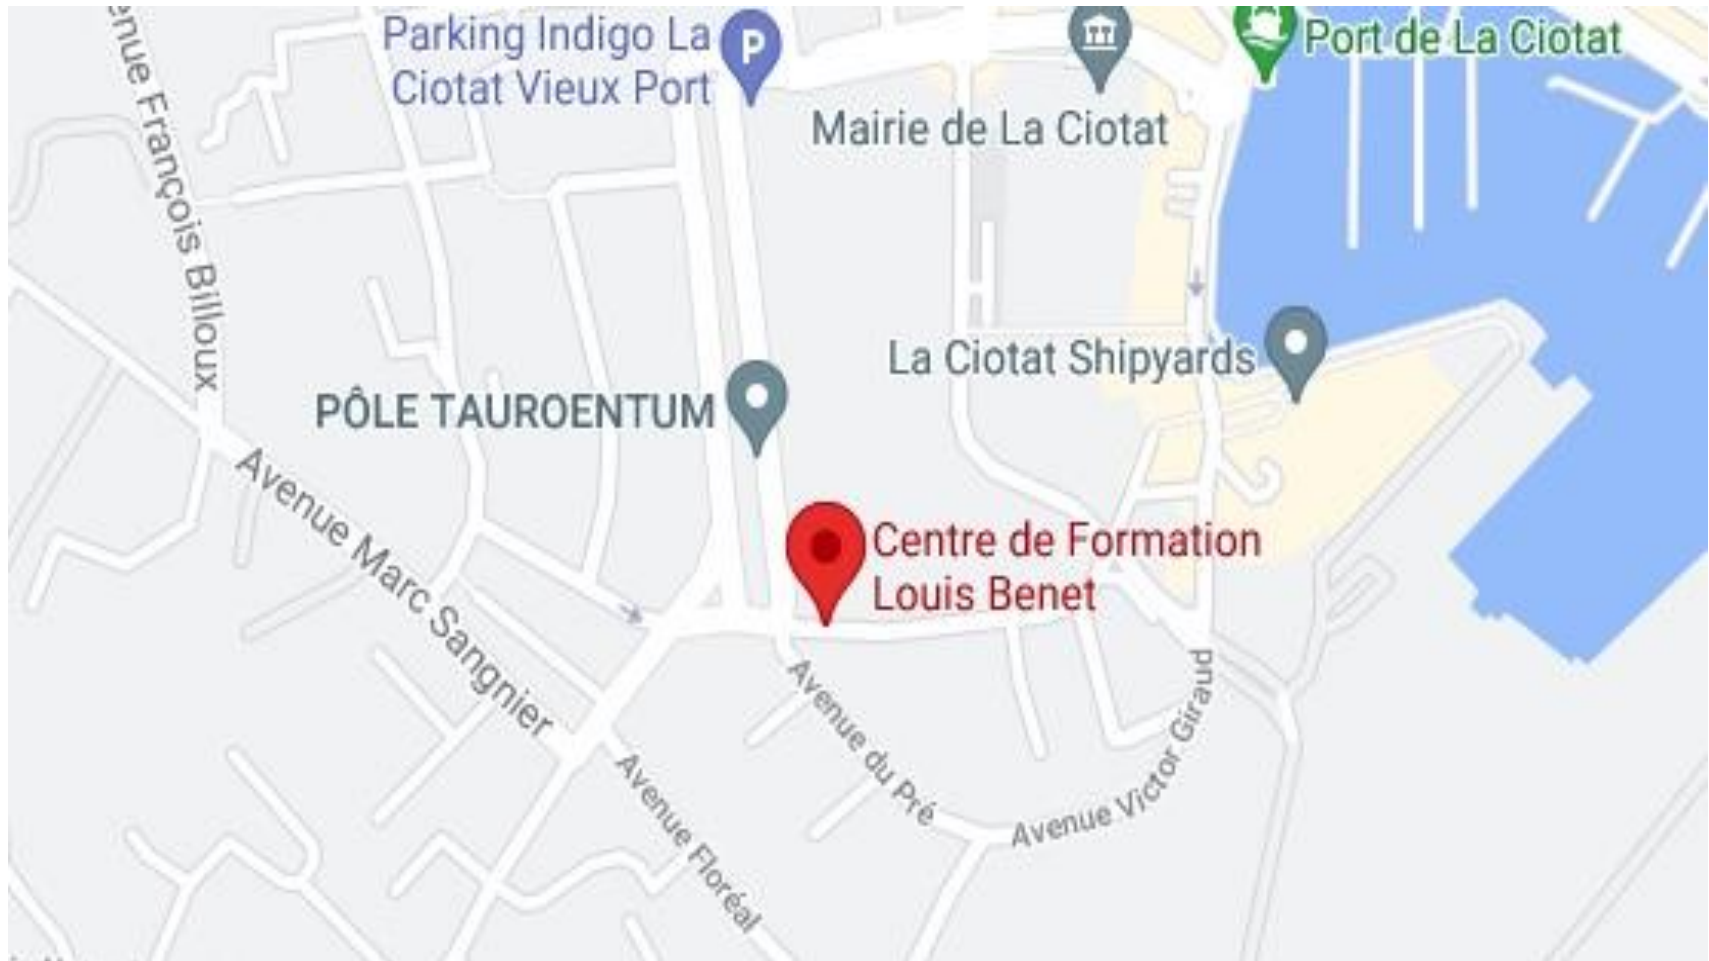 enue François Billoux
Parking Indigo La
Ciotat Vieux Port
P
Mairie de La Ciotat
Port de La Ciotat
La Ciotat Shipyards
PÔLE TAUROENTUM
Avenue Marc Sangnier
Centre de Formation
Louis Benet
Avenue du Pré
Avenue Victor Giraud
Avenue Floréal